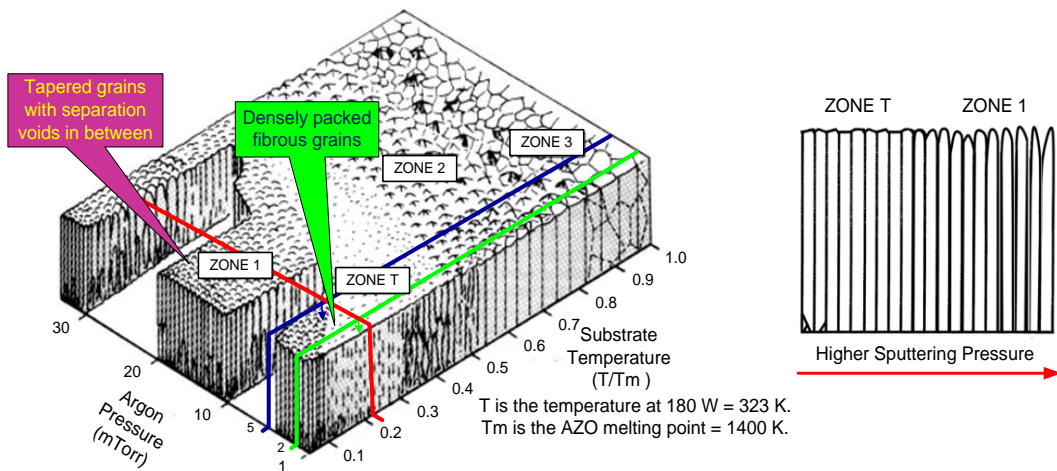 Tapered grains
with separation
voids in between
Densely packed
fibrous grains
ZONE 3
ZONE 2
ZONE 1
ZONE T
30
20
10
5
2
1
Argon
Pressure
(mTorr)
0.1
0.2
0.3
0.4
0.5
0.6
0.7
0.8
0.9
1.0
Substrate
Temperature
(T/Tm )
T is the temperature at 180 W = 323 K.
Tm is the AZO melting point = 1400 K.
ZONE T
ZONE 1
Higher Sputtering Pressure